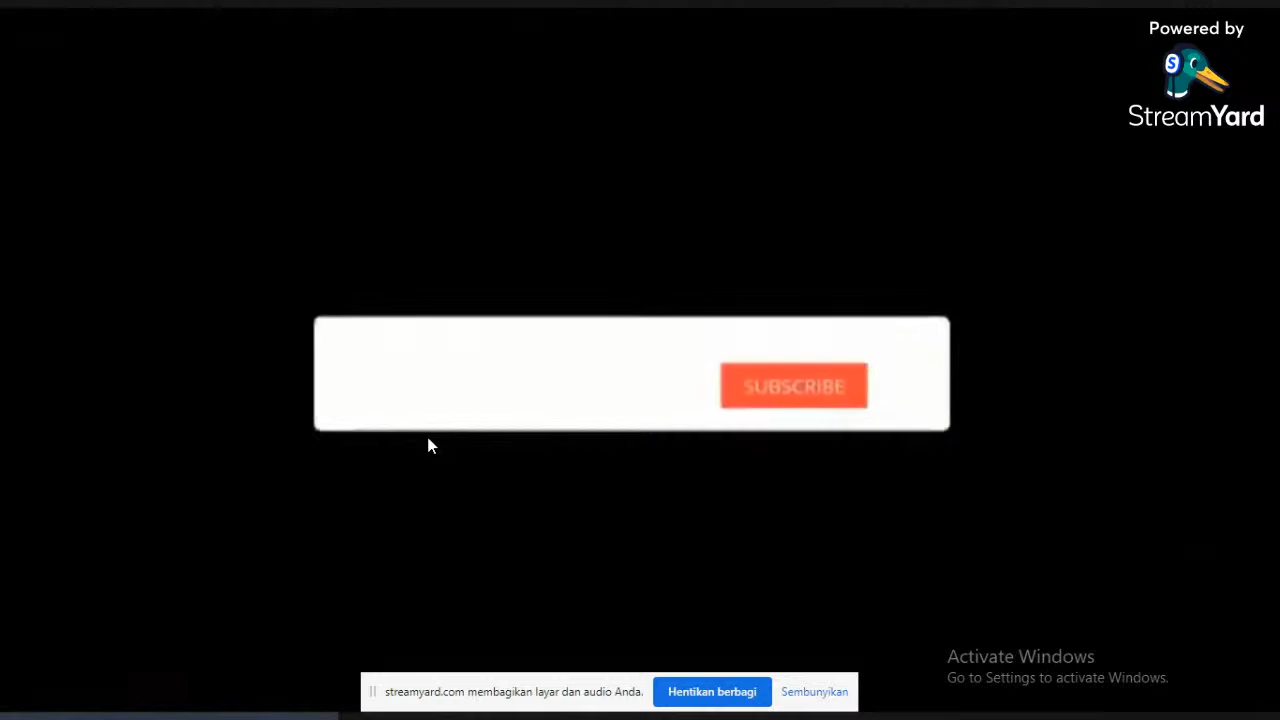 Powered by
S
StreamYard
SUBSCRIBE
Activate Windows
Go to Settings to activate Windows.
streamyard.com membagikan layar dan audio Anda. Hentikan berbagi Sembunyikan